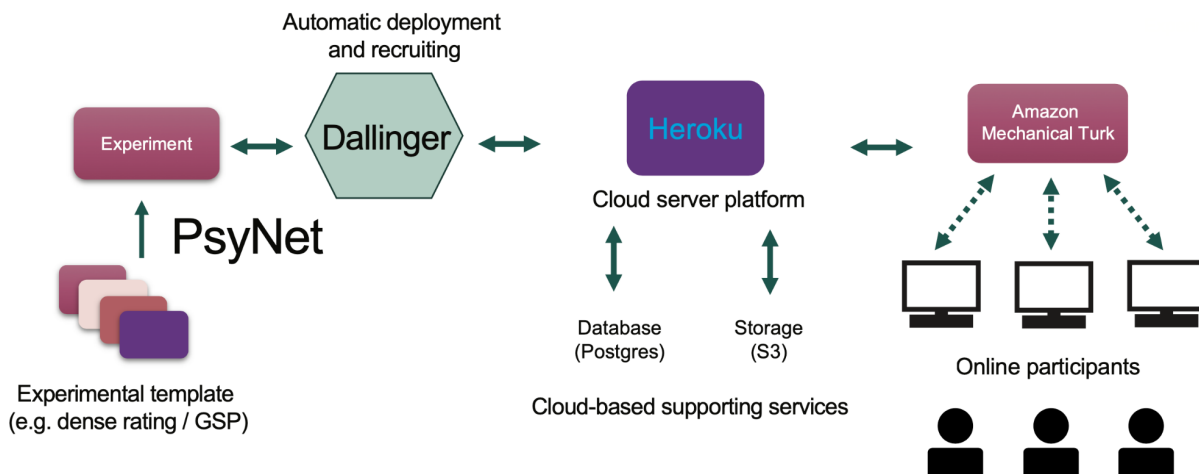 Automatic deployment
and recruiting
Experiment
Dallinger
Heroku
Amazon
Mechanical Turk
Cloud server platform
PsyNet
Database
(Postgres)
Storage
(S3)
Experimental template
(e.g. dense rating / GSP)
Cloud-based supporting services
Online participants